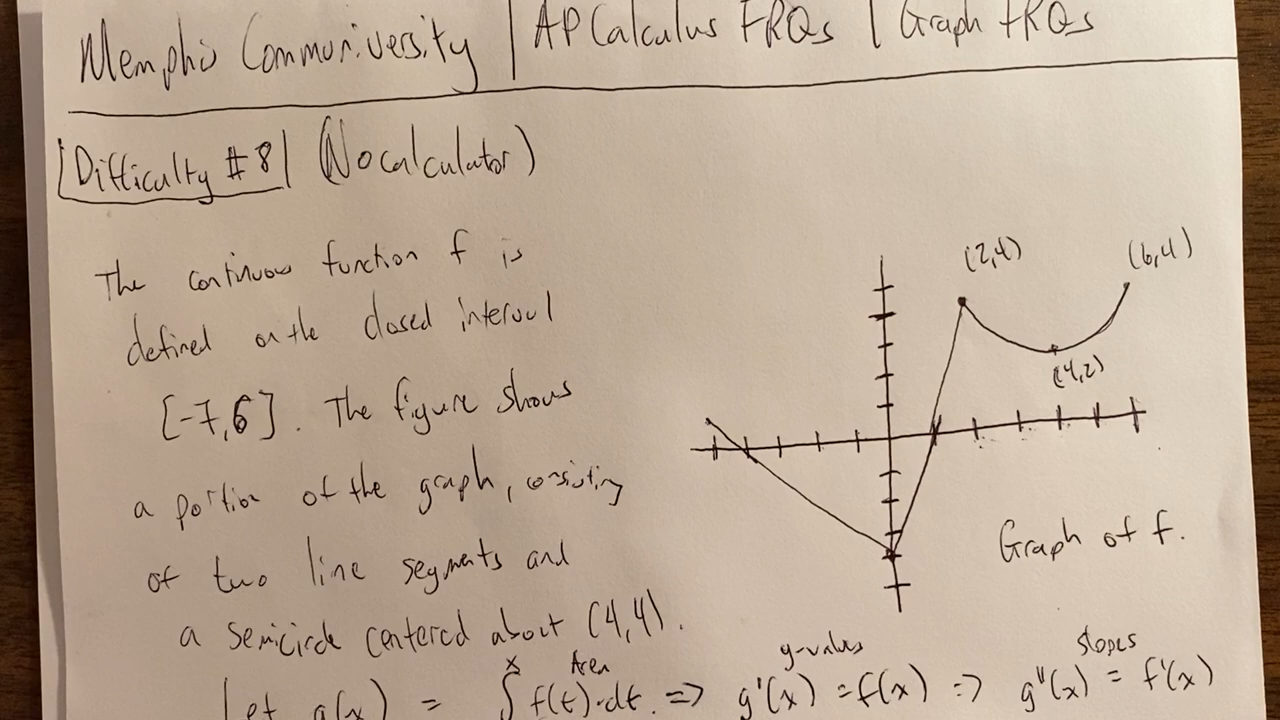 Memphis Communiversity | AP Calculus FRQs | Graph FRQs
Difficulty #8 (No calculator)
The continuous function f is
defined on the closed interval
[-7,6]. The figure shows
a portion of the graph, consisting
of two line segments and
a semicircle centered about (4,4).
(2,4)
(6,4)
(4,2)
Graph of f.
Area
y-values
slopes
Let g(x) = ∫ˣ f(t)·dt. => g'(x) = f(x) => g"(x) = f'(x)